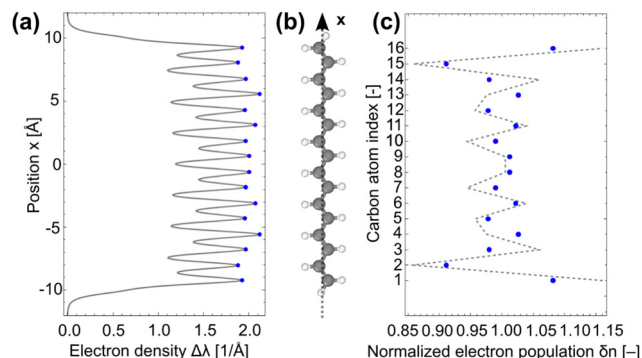 (a)
Position x [Å]
10
5
0
-5
-10
0.0 0.5 1.0 1.5 2.0
Electron density Δλ [1/Å]
(b)
x
(c)
Carbon atom index [-]
16
15
14
13
12
11
10
9
8
7
6
5
4
3
2
1
0.85 0.90 0.95 1.00 1.05 1.10 1.15
Normalized electron population δn [–]